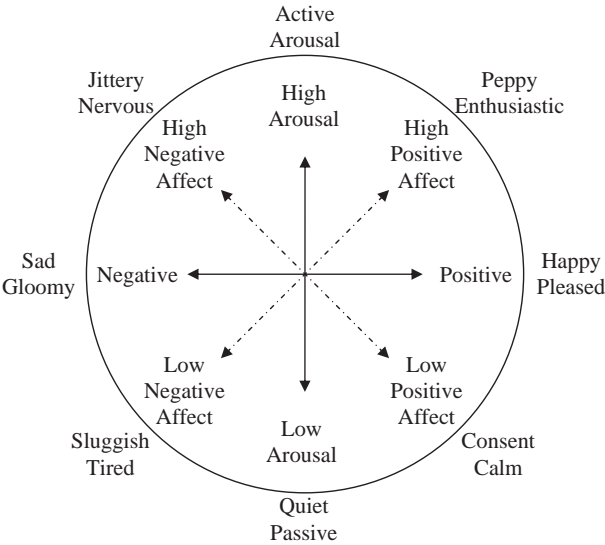 Active
Arousal
Jittery
Nervous
Peppy
Enthusiastic
High
Arousal
High
Negative
Affect
High
Positive
Affect
Sad
Gloomy
Negative
Positive
Happy
Pleased
Low
Negative
Affect
Low
Positive
Affect
Low
Arousal
Sluggish
Tired
Consent
Calm
Quiet
Passive